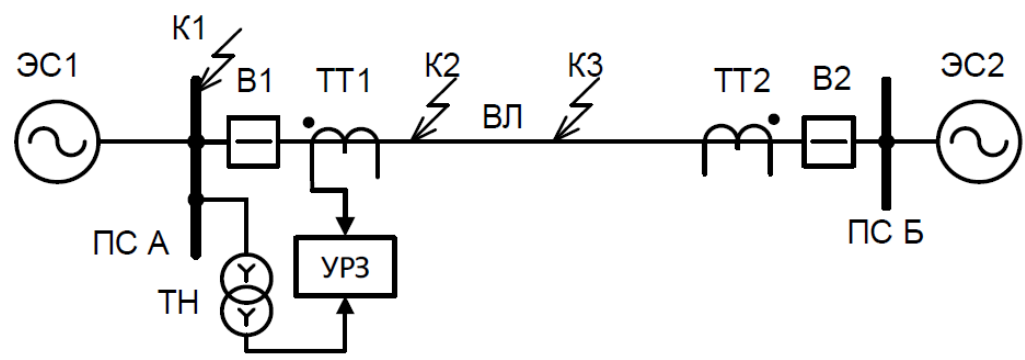 К1
ЭС1
В1
ТТ1
К2
ВЛ
К3
ТТ2
В2
ЭС2
ПС А
ПС Б
ТН
УРЗ